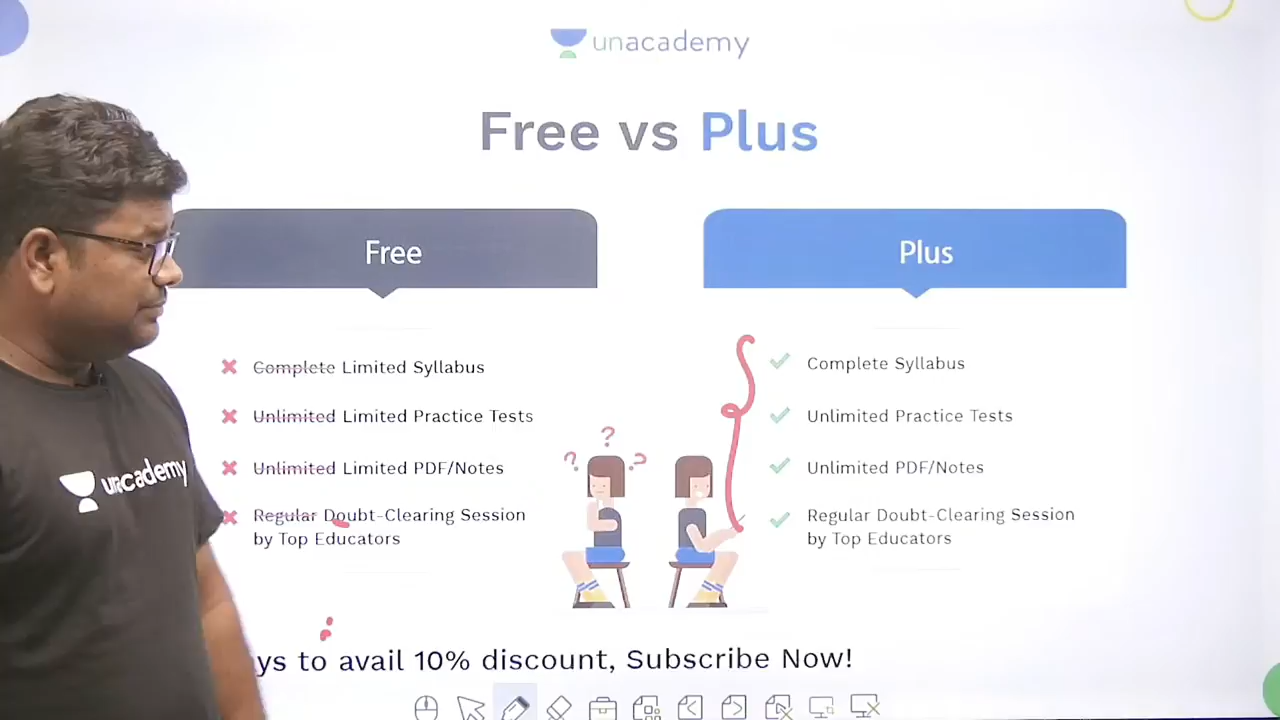 unacademy
Free vs Plus
Free
Plus
Complete Limited Syllabus
Unlimited Limited Practice Tests
Unlimited Limited PDF/Notes
Regular Doubt-Clearing Session
by Top Educators
Complete Syllabus
Unlimited Practice Tests
Unlimited PDF/Notes
Regular Doubt-Clearing Session
by Top Educators
? ? ?
unacademy
to avail 10% discount, Subscribe Now!